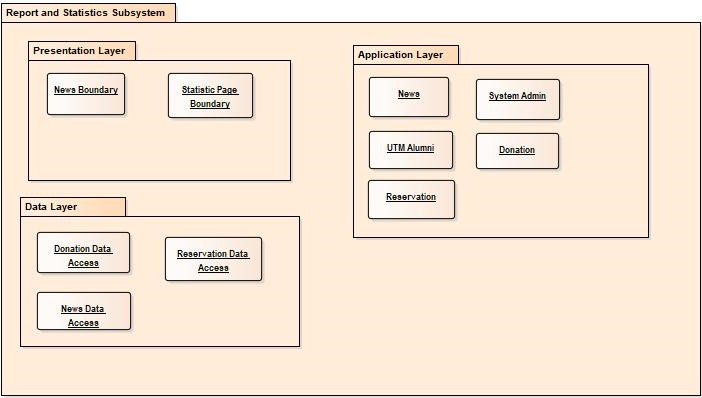 Report and Statistics Subsystem
Presentation Layer
News Boundary
Statistic Page
Boundary
Application Layer
News
System Admin
UTM Alumni
Donation
Reservation
Data Layer
Donation Data
Access
Reservation Data
Access
News Data
Access